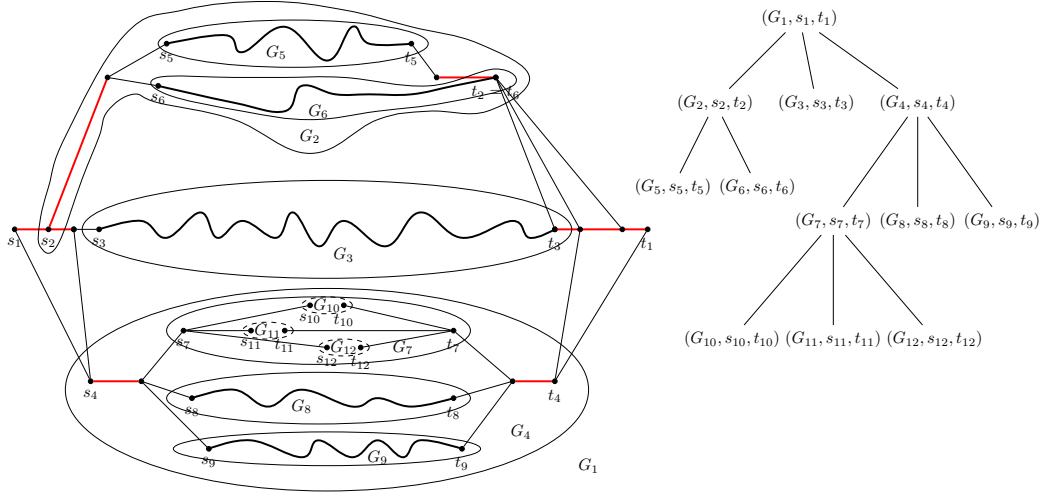 s₅ G₅ t₅
s₆ G₆ t₂ = t₆
G₂
s₁ s₂ s₃ G₃ t₃ t₁
s₁₀ G₁₀ t₁₀
s₇ s₁₁ G₁₁ t₁₁ s₁₂ G₁₂ t₁₂ G₇ t₇
s₄ t₄
s₈ G₈ t₈
G₄
s₉ G₉ t₉
G₁
(G₁, s₁, t₁)
(G₂, s₂, t₂) (G₃, s₃, t₃) (G₄, s₄, t₄)
(G₅, s₅, t₅) (G₆, s₆, t₆)
(G₇, s₇, t₇) (G₈, s₈, t₈) (G₉, s₉, t₉)
(G₁₀, s₁₀, t₁₀) (G₁₁, s₁₁, t₁₁) (G₁₂, s₁₂, t₁₂)